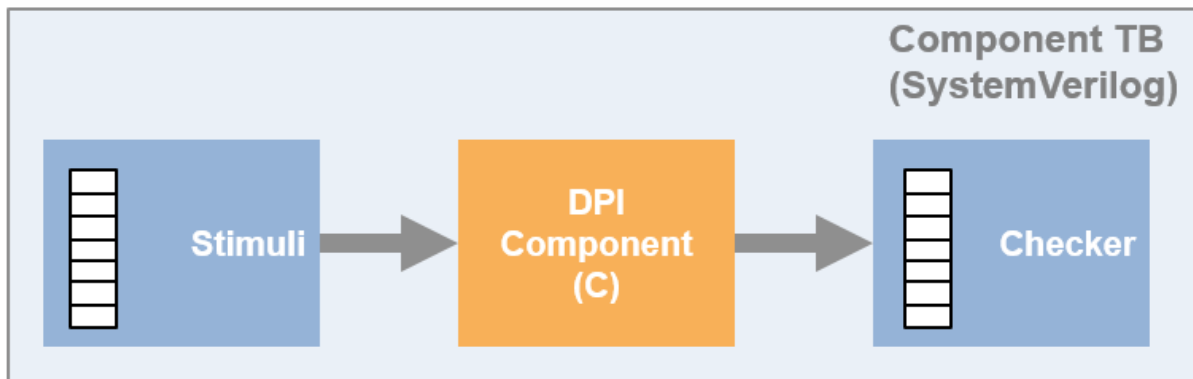 Component TB
(SystemVerilog)
Stimuli
DPI
Component
(C)
Checker